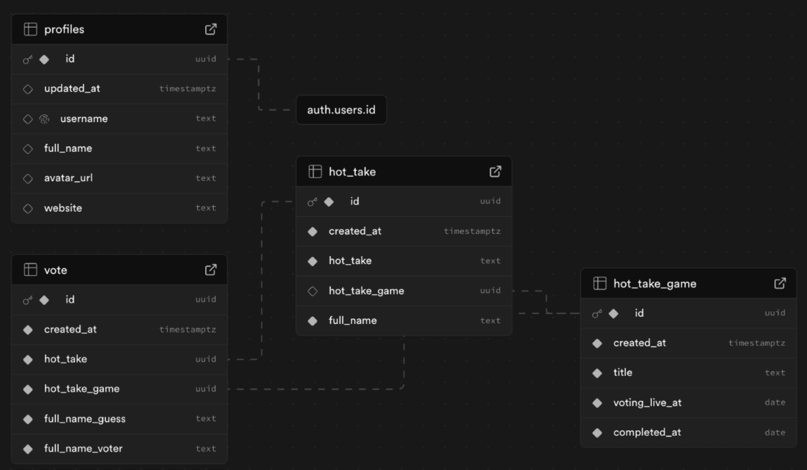 profiles
id uuid
updated_at timestamptz
username text
full_name text
avatar_url text
website text
auth.users.id
hot_take
id uuid
created_at timestamptz
hot_take text
hot_take_game uuid
full_name text
vote
id uuid
created_at timestamptz
hot_take uuid
hot_take_game uuid
full_name_guess text
full_name_voter text
hot_take_game
id uuid
created_at timestamptz
title text
voting_live_at date
completed_at date